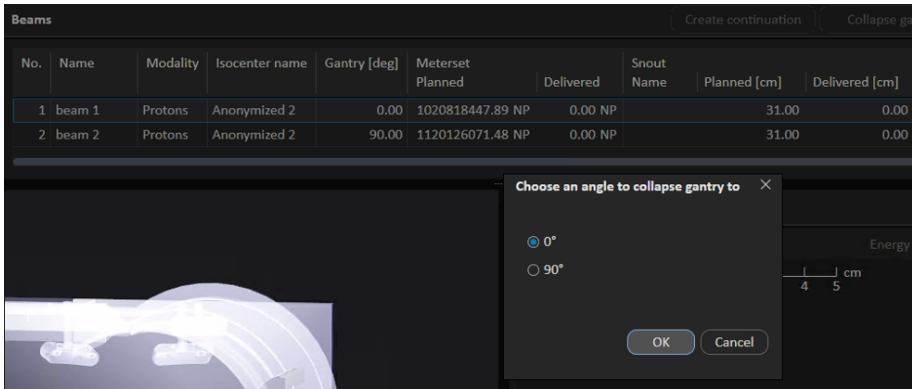 Beams
Create continuation
Collapse ga
No. Name Modality Isocenter name Gantry [deg] Meterset Snout
Planned Delivered Name Planned [cm] Delivered [cm]
1 beam 1 Protons Anonymized 2 0.00 1020818447.89 NP 0.00 NP 31.00 0.00
2 beam 2 Protons Anonymized 2 90.00 1120126071.48 NP 0.00 NP 31.00 0.00
Choose an angle to collapse gantry to
0°
90°
Energy
cm
4 5
OK Cancel